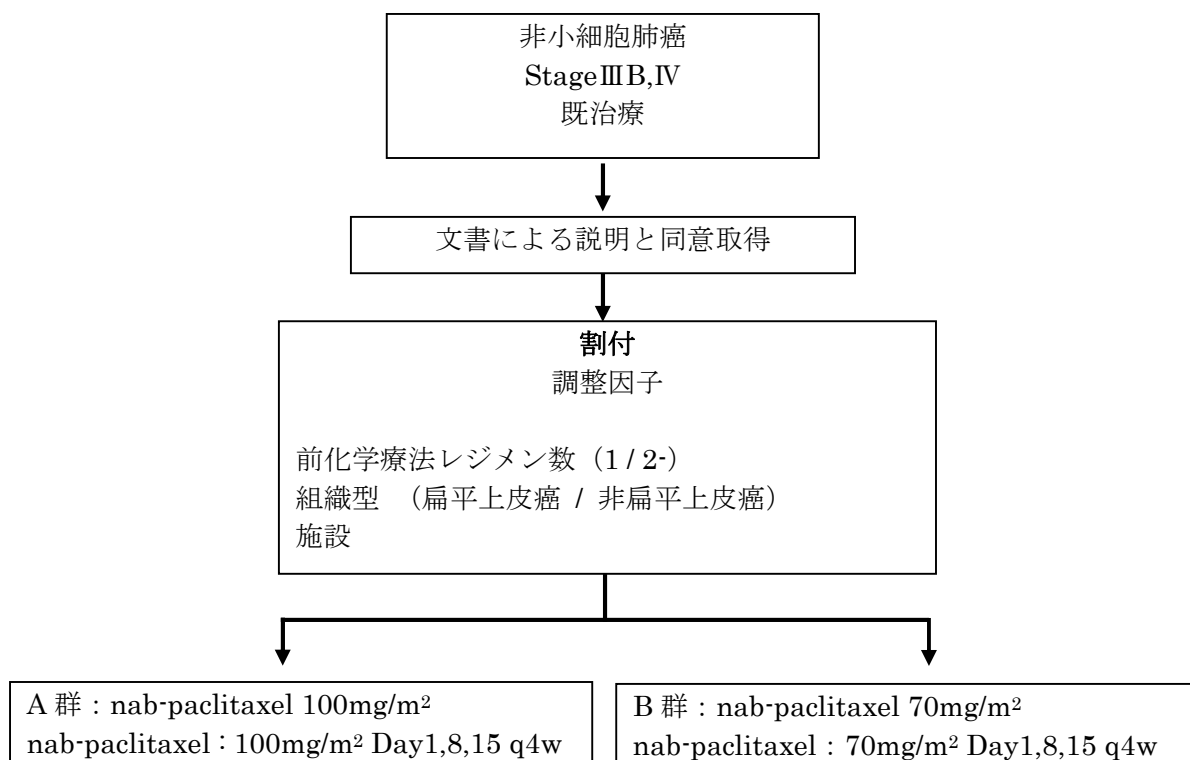 非小細胞肺癌
StageⅢB,Ⅳ
既治療
文書による説明と同意取得
割付
調整因子
前化学療法レジメン数（1 / 2-）
組織型　（扁平上皮癌 / 非扁平上皮癌）
施設
A 群：nab-paclitaxel 100mg/m²
nab-paclitaxel：100mg/m² Day1,8,15 q4w
B 群：nab-paclitaxel 70mg/m²
nab-paclitaxel：70mg/m² Day1,8,15 q4w